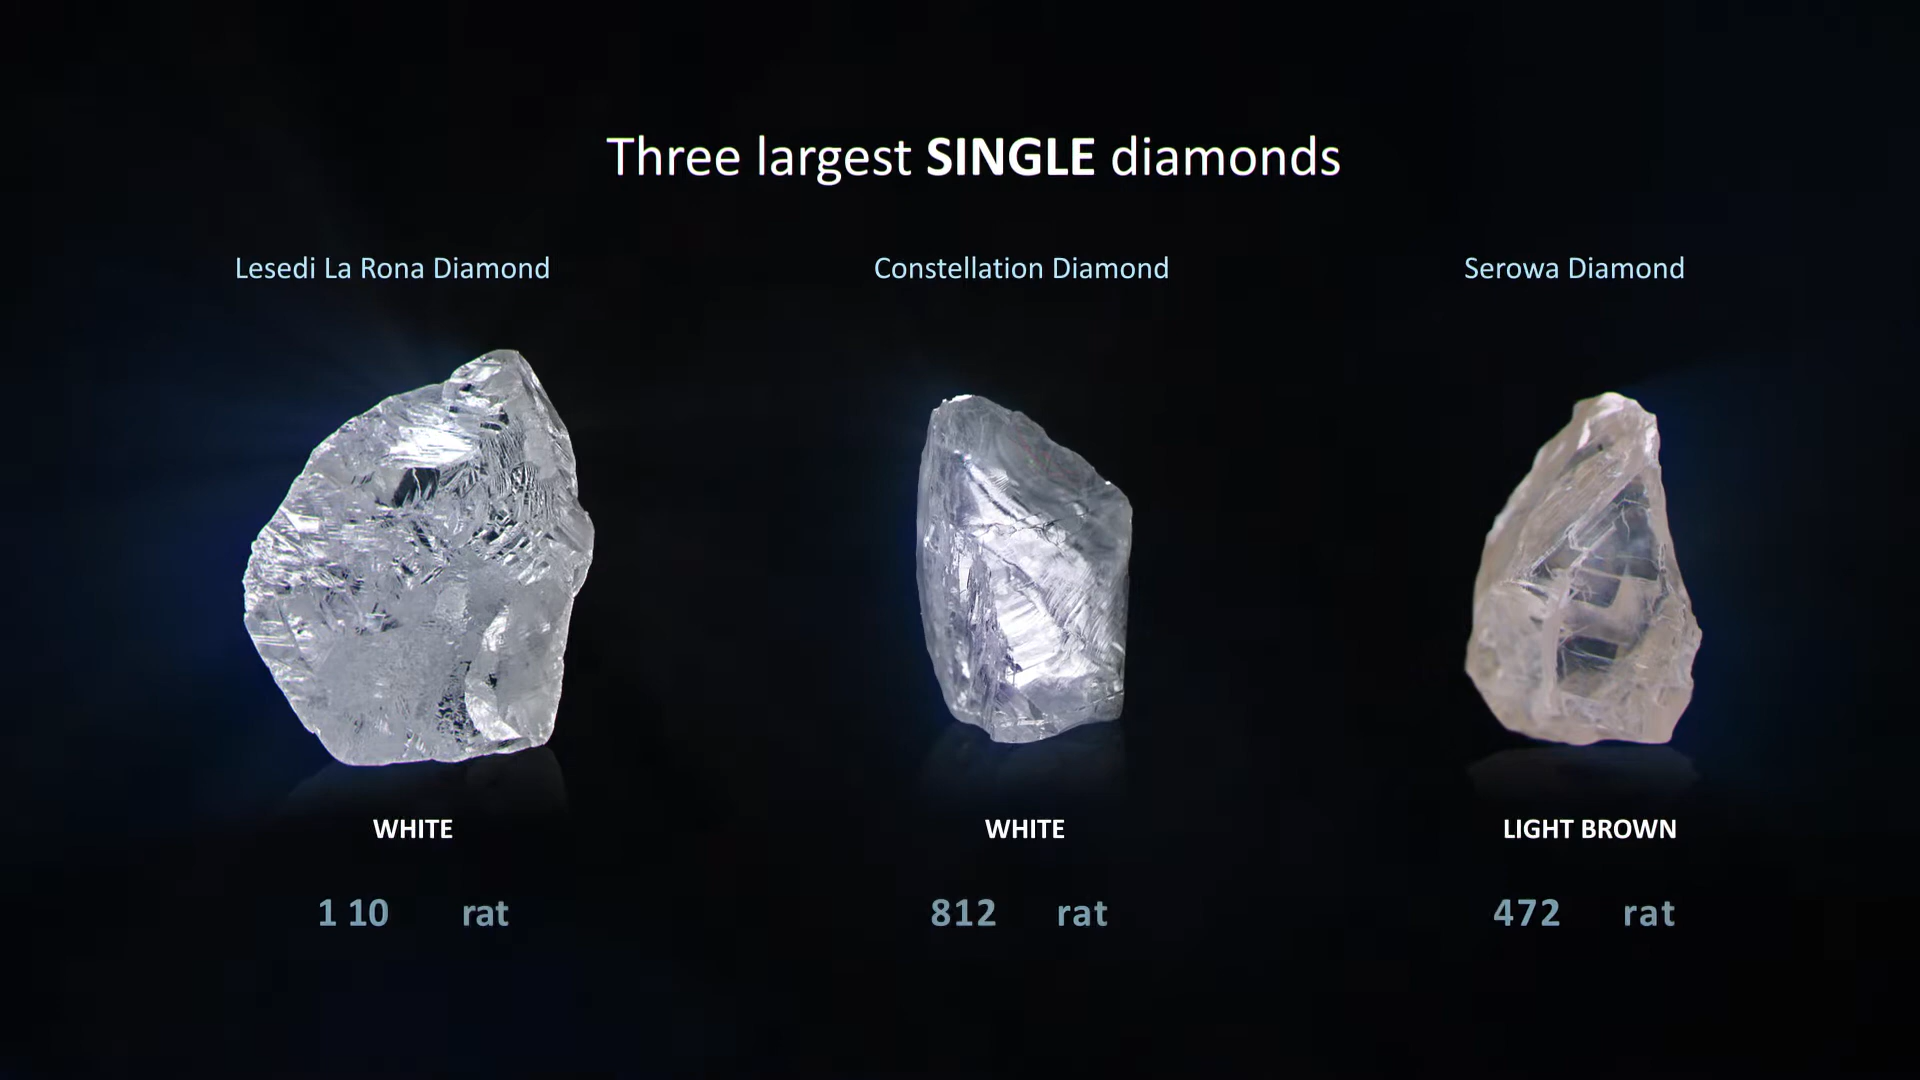 Three largest SINGLE diamonds
Lesedi La Rona Diamond
Constellation Diamond
Serowa Diamond
WHITE
WHITE
LIGHT BROWN
1 10 rat
812 rat
472 rat